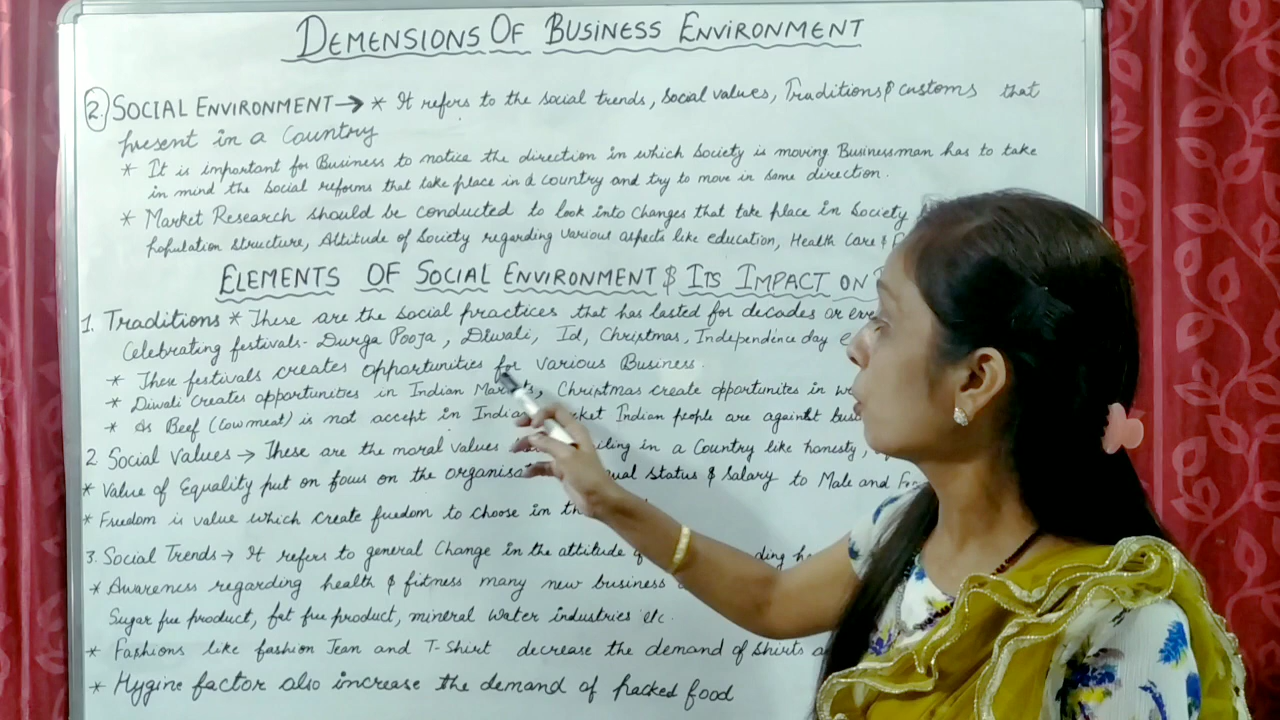 DEMENSIONS OF BUSINESS ENVIRONMENT
2. SOCIAL ENVIRONMENT → * It refers to the social trends, social values, Traditions & customs that
present in a Country
* It is important for Business to notice the direction in which society is moving Businessman has to take
in mind the social reforms that take place in a country and try to move in same direction.
* Market Research should be conducted to look into changes that take place in society
population structure, Attitude of society regarding various aspects like education, Health Care &
ELEMENTS OF SOCIAL ENVIRONMENT & ITS IMPACT ON
1. Traditions * These are the social practices that has lasted for decades or
Celebrating festivals - Durga Pooja, Diwali, Id, Christmas, Independence day
* These festivals creates opportunities for various Business.
* Diwali creates opportunities in Indian Markets, Christmas create opportunites in
* As Beef (Cow meat) is not accept in Indian Indian people are against
2. Social Values → These are the moral values in a Country like honesty,
* Value of Equality put on focus on the status & Salary to Male and
* Freedom is value which create freedom to choose in
3. Social Trends → It refers to general Change in the attitude
* Awareness regarding health & fitness many new business
Sugar free product, fat free product, mineral water industries etc.
* Fashions like fashion Jean and T-Shirt decrease the demand of shirts
* Hygine factor also increase the demand of packed food